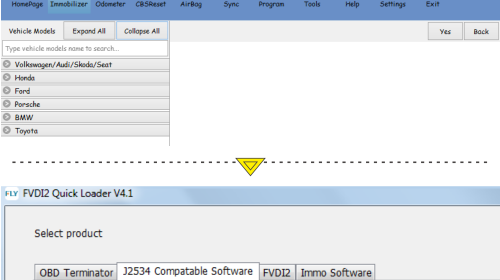 HomePage Immobilizer Odometer CBSReset AirBag Sync Program Tools Help Settings Exit
Vehicle Models Expand All Collapse All Yes Back
Type vehicle models name to search...
Volkswagen/Audi/Skoda/Seat
Honda
Ford
Porsche
BMW
Toyota
FLY FVDI2 Quick Loader V4.1
Select product
OBD Terminator J2534 Compatable Software FVDI2 Immo Software